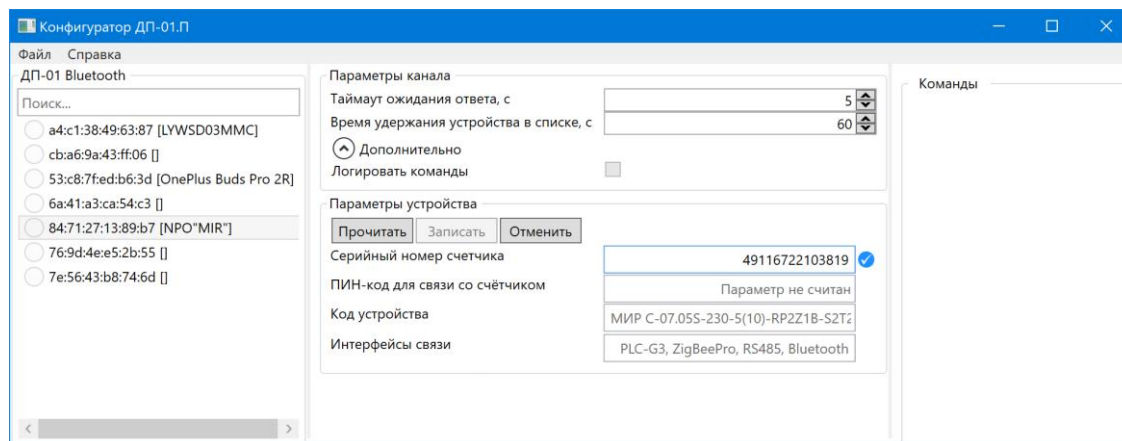 Конфигуратор ДП-01.П
Файл Справка
ДП-01 Bluetooth
Поиск...
a4:c1:38:49:63:87 [LYWSD03MMC]
cb:a6:9a:43:ff:06 []
53:c8:7f:ed:b6:3d [OnePlus Buds Pro 2R]
6a:41:a3:ca:54:c3 []
84:71:27:13:89:b7 [NPO"MIR"]
76:9d:4e:e5:2b:55 []
7e:56:43:b8:74:6d []
Параметры канала
Таймаут ожидания ответа, с 5
Время удержания устройства в списке, с 60
Дополнительно
Логировать команды
Параметры устройства
Прочитать Записать Отменить
Серийный номер счетчика 49116722103819
ПИН-код для связи со счётчиком Параметр не считан
Код устройства МИР С-07.05S-230-5(10)-RP2Z1B-S2T2
Интерфейсы связи PLC-G3, ZigBeePro, RS485, Bluetooth
Команды